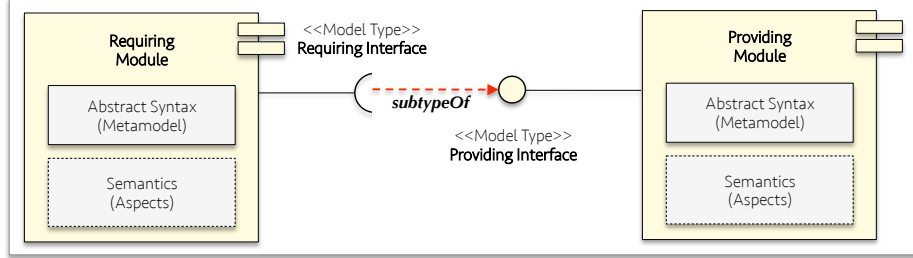 Requiring
Module
Abstract Syntax
(Metamodel)
Semantics
(Aspects)
<<Model Type>>
Requiring Interface
subtypeOf
<<Model Type>>
Providing Interface
Providing
Module
Abstract Syntax
(Metamodel)
Semantics
(Aspects)